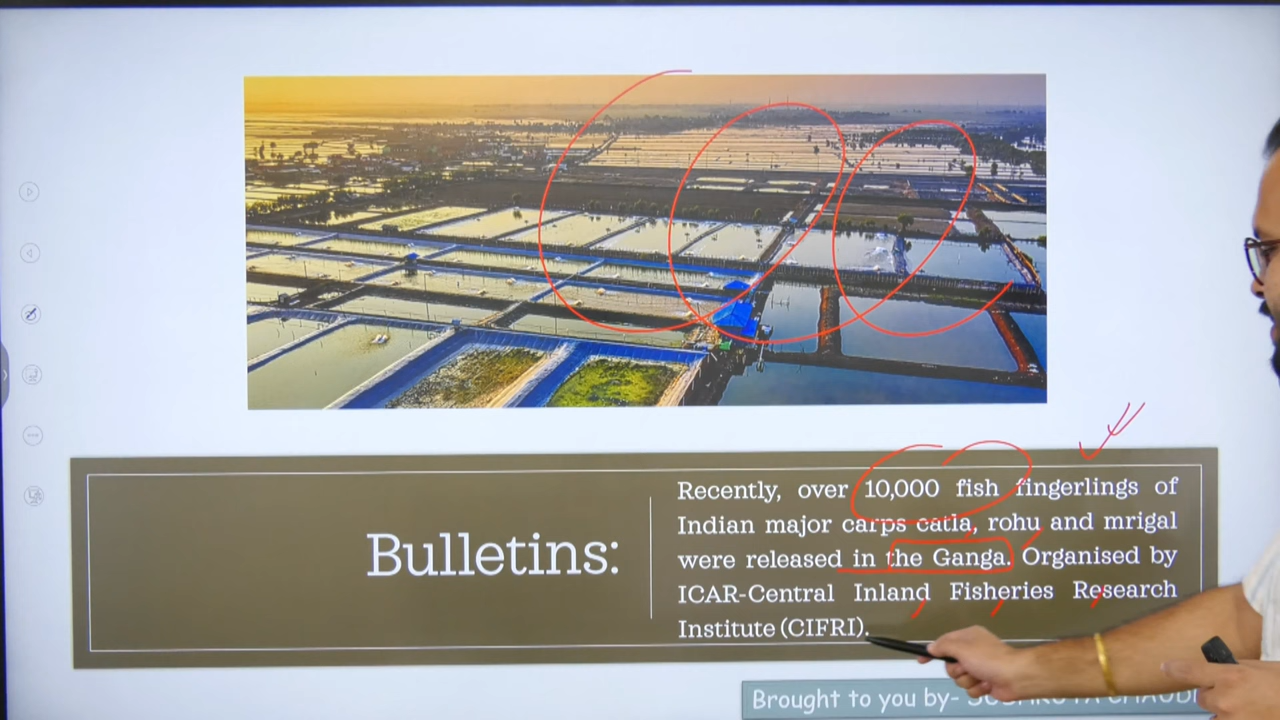 Bulletins:
Recently, over 10,000 fish fingerlings of
Indian major carps catla, rohu and mrigal
were released in the Ganga. Organised by
ICAR-Central Inland Fisheries Research
Institute (CIFRI).
Brought to you by-